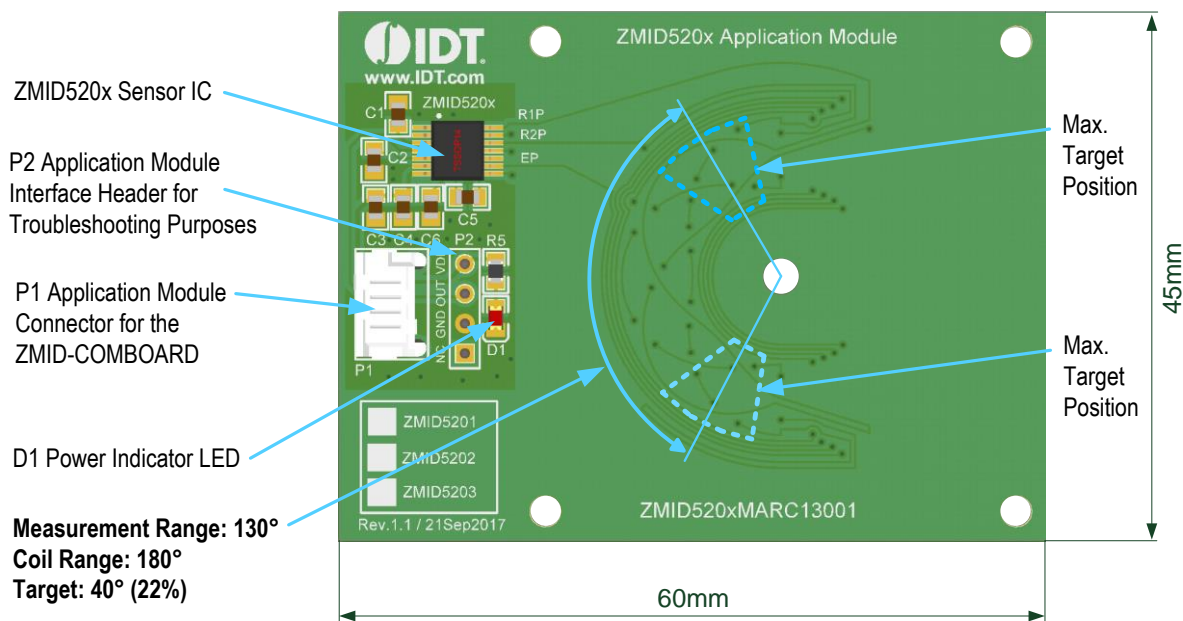 IDT.
www.IDT.com
ZMID520x Application Module
ZMID520x Sensor IC
P2 Application Module
Interface Header for
Troubleshooting Purposes
P1 Application Module
Connector for the
ZMID-COMBOARD
D1 Power Indicator LED
Measurement Range: 130°
Coil Range: 180°
Target: 40° (22%)
ZMID520x
C1
C2
R1P
R2P
EP
C5
C3 C4 C6 P2 R5
NC GND OUT VD
D1
P1
ZMID5201
ZMID5202
ZMID5203
Rev.1.1 / 21Sep2017
ZMID520xMARC13001
Max.
Target
Position
Max.
Target
Position
45mm
60mm